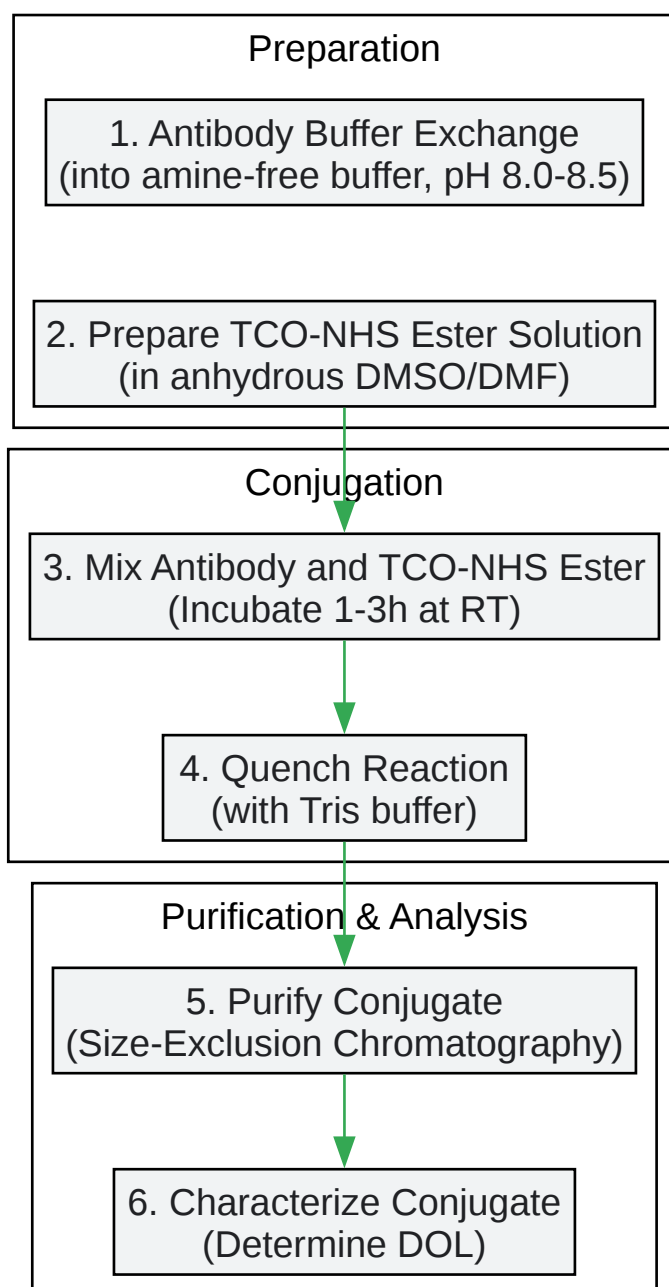 Preparation
1. Antibody Buffer Exchange
(into amine-free buffer, pH 8.0-8.5)
2. Prepare TCO-NHS Ester Solution
(in anhydrous DMSO/DMF)
Conjugation
3. Mix Antibody and TCO-NHS Ester
(Incubate 1-3h at RT)
4. Quench Reaction
(with Tris buffer)
Purification & Analysis
5. Purify Conjugate
(Size-Exclusion Chromatography)
6. Characterize Conjugate
(Determine DOL)